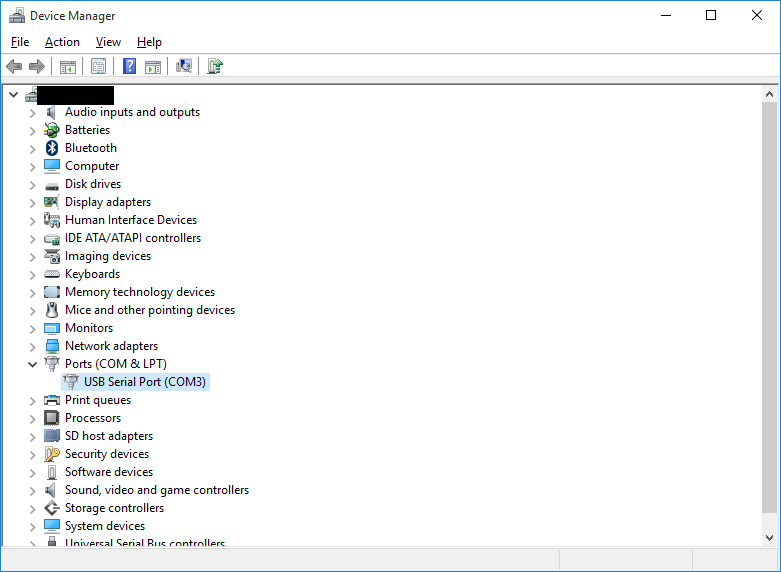 Device Manager
File Action View Help
Audio inputs and outputs
Batteries
Bluetooth
Computer
Disk drives
Display adapters
Human Interface Devices
IDE ATA/ATAPI controllers
Imaging devices
Keyboards
Memory technology devices
Mice and other pointing devices
Monitors
Network adapters
Ports (COM & LPT)
USB Serial Port (COM3)
Print queues
Processors
SD host adapters
Security devices
Software devices
Sound, video and game controllers
Storage controllers
System devices
Universal Serial Bus controllers